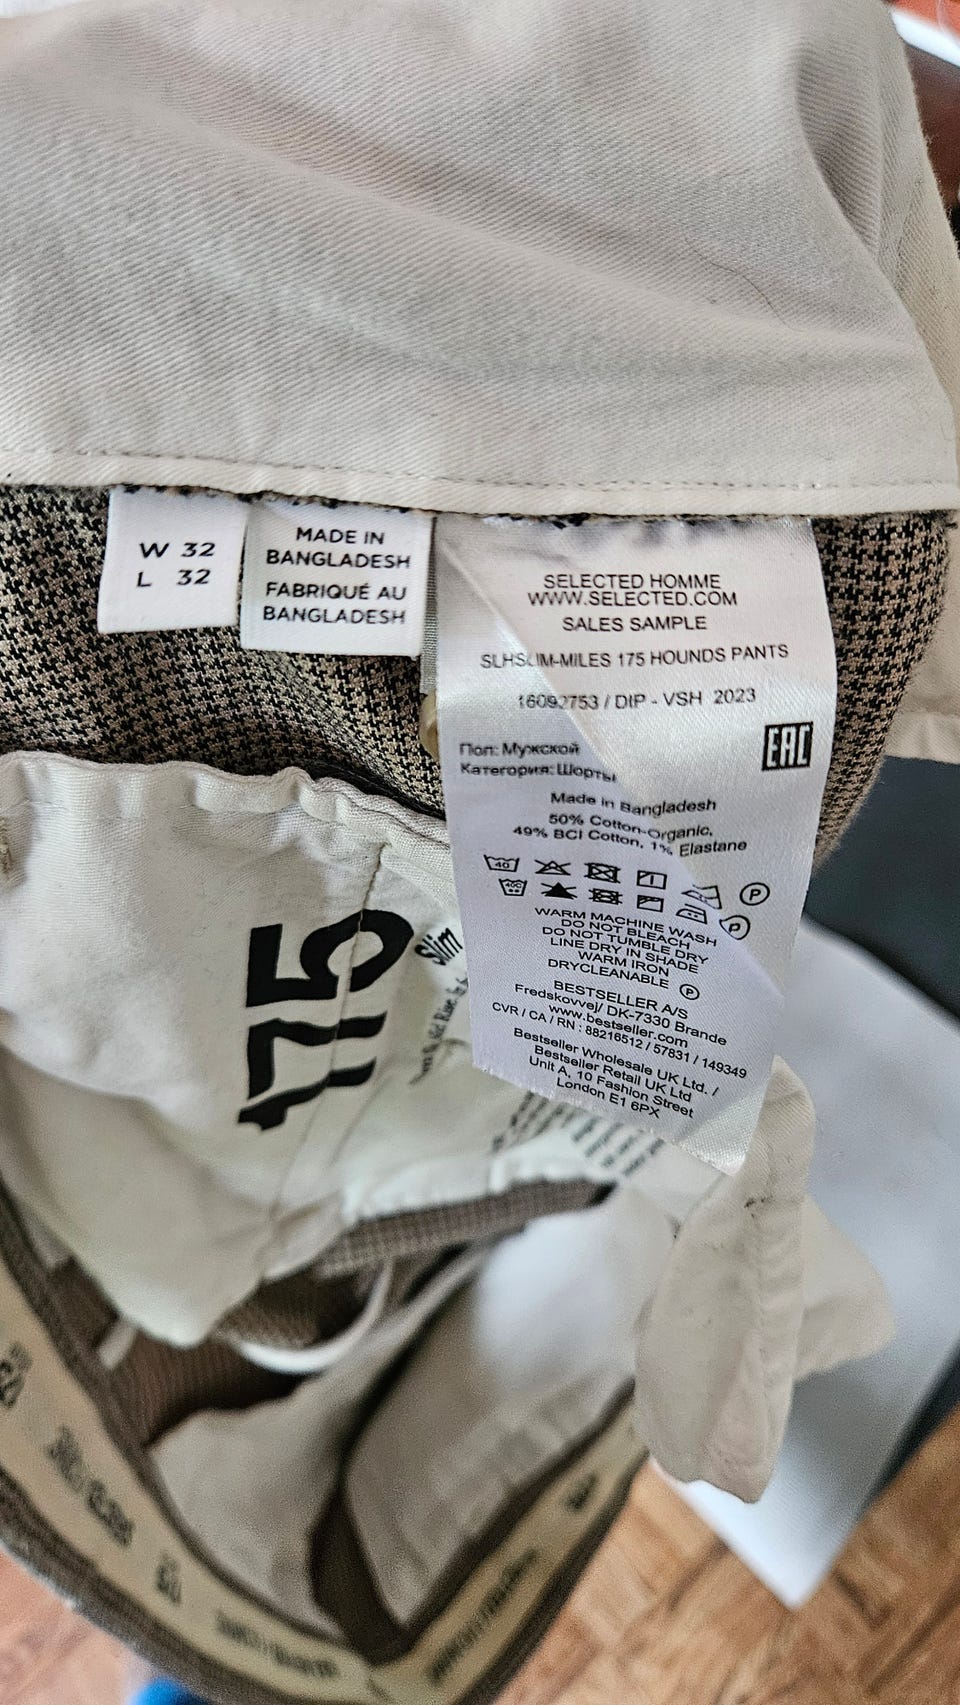 W 32
L 32
MADE IN
BANGLADESH
FABRIQUÉ AU
BANGLADESH
SELECTED HOMME
WWW.SELECTED.COM
SALES SAMPLE
SLHSLIM-MILES 175 HOUNDS PANTS
16092753 / DIP - VSH 2023
EAC
Пол: Мужской
Категория: Шорты
Made in Bangladesh
50% Cotton-Organic,
49% BCI Cotton, 1% Elastane
40
P
40C
P
WARM MACHINE WASH
DO NOT BLEACH
DO NOT TUMBLE DRY
LINE DRY IN SHADE
WARM IRON
DRYCLEANABLE P
BESTSELLER A/S
Fredskovvej/ DK-7330 Brande
www.bestseller.com
CVR / CA / RN : 88216512 / 57831 / 149349
Bestseller Wholesale UK Ltd. /
Bestseller Retail UK Ltd
Unit A, 10 Fashion Street
London E1 6PX
175
Slim